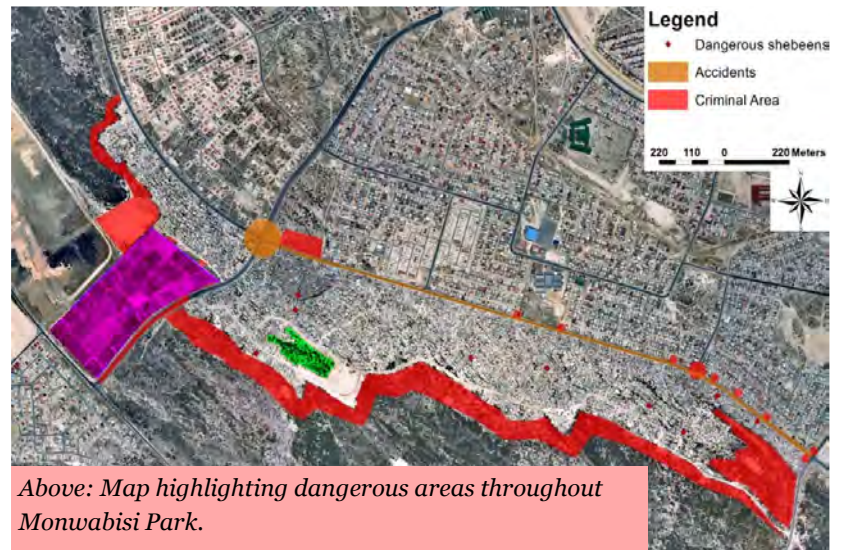 Legend
Dangerous shebeens
Accidents
Criminal Area
220 110 0 220 Meters
Above: Map highlighting dangerous areas throughout
Monwabisi Park.